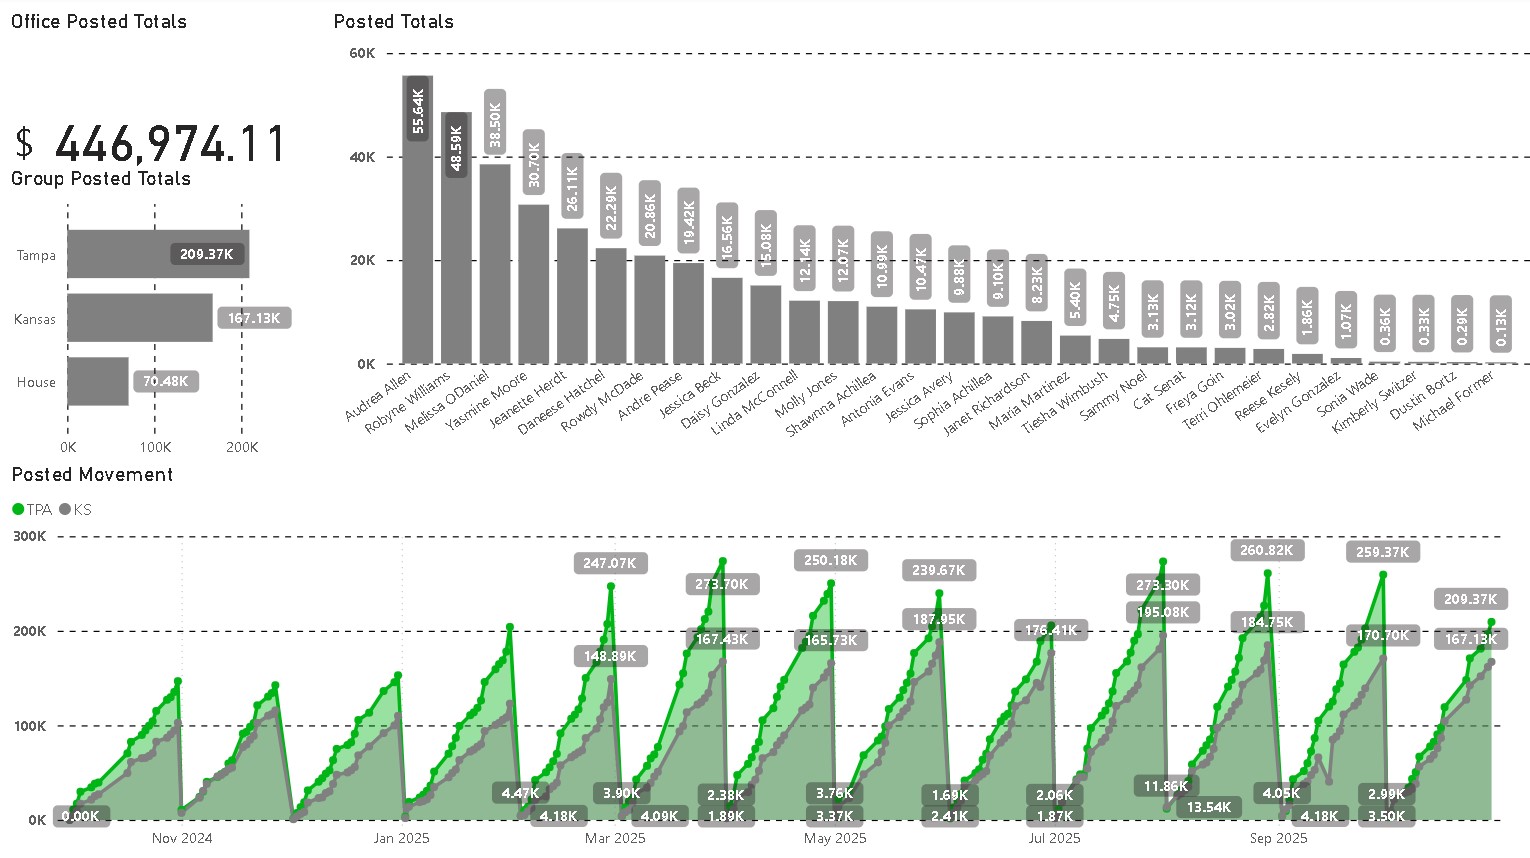 Office Posted Totals
$ 446,974.11
Group Posted Totals
Tampa
209.37K
Kansas
167.13K
House
70.48K
0K
100K
200K
Posted Totals
60K
40K
20K
0K
55.64K
48.59K
38.50K
30.70K
26.11K
22.29K
20.86K
19.42K
16.56K
15.08K
12.14K
12.07K
10.99K
10.47K
9.88K
9.10K
8.23K
5.40K
4.75K
3.13K
3.12K
3.02K
2.82K
1.86K
1.07K
0.36K
0.33K
0.29K
0.13K
Audrea Allen
Robyne Williams
Melissa ODaniel
Yasmine Moore
Jeanette Herdt
Daneese Hatchel
Rowdy McDade
Andre Pease
Jessica Beck
Daisy Gonzalez
Linda McConnell
Molly Jones
Shawnna Achillea
Antonia Evans
Jessica Avery
Sophia Achillea
Janet Richardson
Maria Martinez
Tiesha Wimbush
Sammy Noel
Cat Senat
Freya Goin
Terri Ohlemeier
Reese Kesely
Evelyn Gonzalez
Sonia Wade
Kimberly Switzer
Dustin Bortz
Michael Former
Posted Movement
TPA KS
300K
200K
100K
0K
247.07K
273.70K
250.18K
239.67K
176.41K
273.30K
260.82K
259.37K
209.37K
148.89K
167.43K
165.73K
187.95K
195.08K
184.75K
170.70K
167.13K
0.00K
4.47K
4.18K
3.90K
4.09K
2.38K
1.89K
3.76K
3.37K
1.69K
2.41K
2.06K
1.87K
11.86K
13.54K
4.05K
4.18K
2.99K
3.50K
Nov 2024
Jan 2025
Mar 2025
May 2025
Jul 2025
Sep 2025